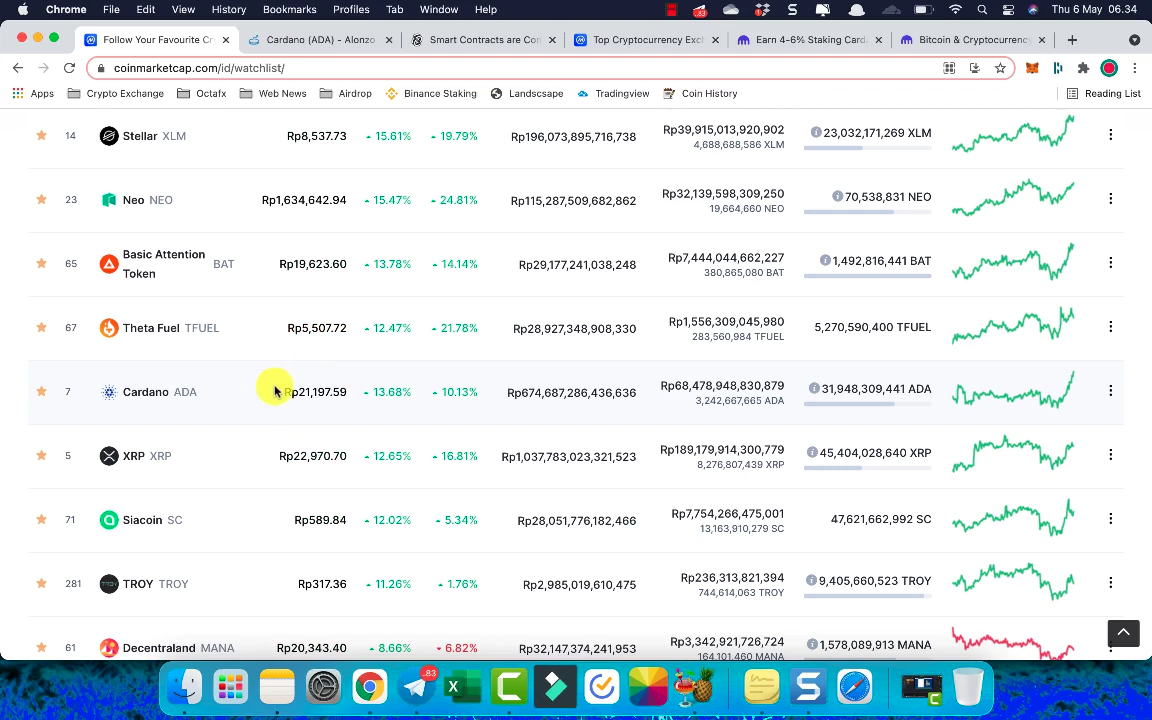 Chrome File Edit View History Bookmarks Profiles Tab Window Help 83 Thu 6 May 06.34
Follow Your Favourite Cr Cardano (ADA) - Alonzo Smart Contracts are Con Top Cryptocurrency Exc Earn 4-6% Staking Card Bitcoin & Cryptocurrency
coinmarketcap.com/id/watchlist/
Apps Crypto Exchange Octafx Web News Airdrop Binance Staking Landscsape Tradingview Coin History Reading List
14 Stellar XLM Rp8,537.73 15.61% 19.79% Rp196,073,895,716,738 Rp39,915,013,920,902 23,032,171,269 XLM
4,688,688,586 XLM
23 Neo NEO Rp1,634,642.94 15.47% 24.81% Rp115,287,509,682,862 Rp32,139,598,309,250 70,538,831 NEO
19,664,660 NEO
65 Basic Attention Token BAT Rp19,623.60 13.78% 14.14% Rp29,177,241,038,248 Rp7,444,044,662,227 1,492,816,441 BAT
380,865,080 BAT
67 Theta Fuel TFUEL Rp5,507.72 12.47% 21.78% Rp28,927,348,908,330 Rp1,556,309,045,980 5,270,590,400 TFUEL
283,560,984 TFUEL
7 Cardano ADA Rp21,197.59 13.68% 10.13% Rp674,687,286,436,636 Rp68,478,948,830,879 31,948,309,441 ADA
3,242,667,665 ADA
5 XRP XRP Rp22,970.70 12.65% 16.81% Rp1,037,783,023,321,523 Rp189,179,914,300,779 45,404,028,640 XRP
8,276,807,439 XRP
71 Siacoin SC Rp589.84 12.02% 5.34% Rp28,051,776,182,466 Rp7,754,266,475,001 47,621,662,992 SC
13,163,910,279 SC
281 TROY TROY Rp317.36 11.26% 1.76% Rp2,985,019,610,475 Rp236,313,821,394 9,405,660,523 TROY
744,614,063 TROY
61 Decentraland MANA Rp20,343.40 8.66% 6.82% Rp32,147,374,241,953 Rp3,342,921,726,724 1,578,089,913 MANA
164,101,460 MANA
83